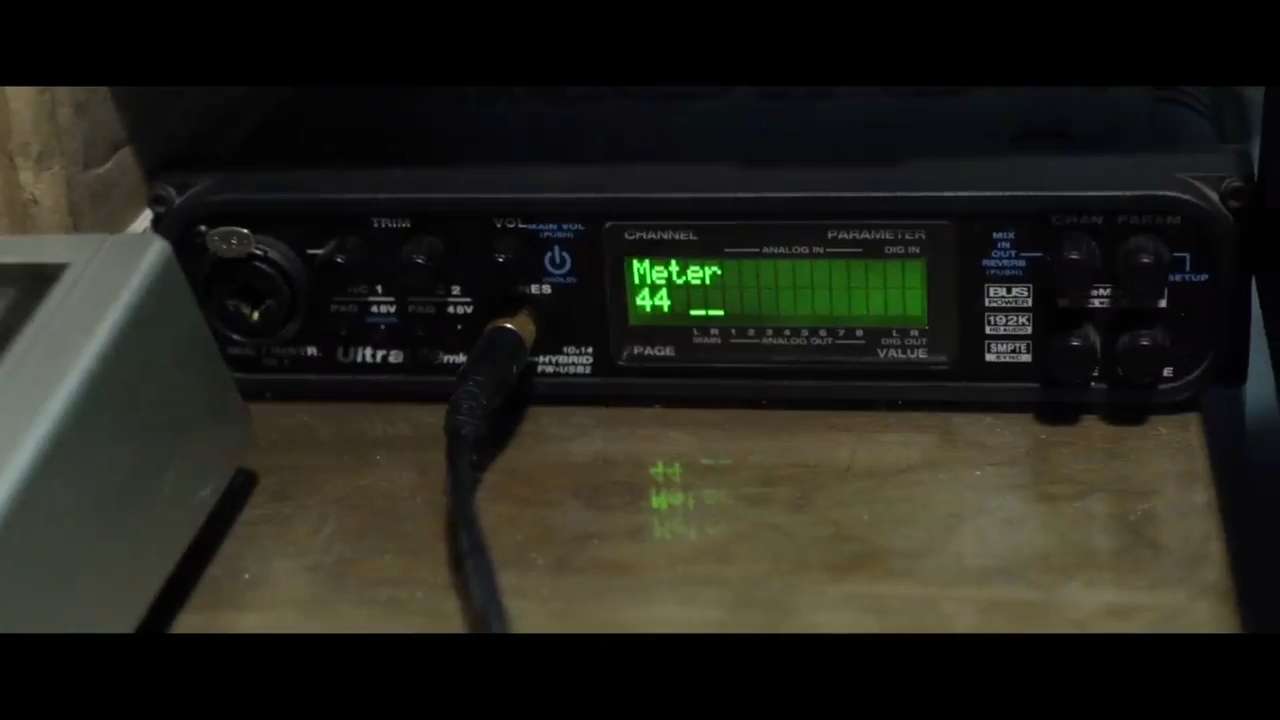 TRIM
VOL
MAIN VOL
(PUSH)
1
2
PAD 48V
PAD 48V
Ultra
mk
10x14
HYBRID
FW-USB2
CHANNEL PARAMETER
ANALOG IN DIG IN
Meter
44
L R 1 2 3 4 5 6 7 8 L R
MAIN ANALOG OUT DIG OUT
PAGE VALUE
MIX
IN
OUT
REVERB
(PUSH)
BUS
POWER
192K
HD AUDIO
SMPTE
SYNC
CHAN PARAM
SETUP